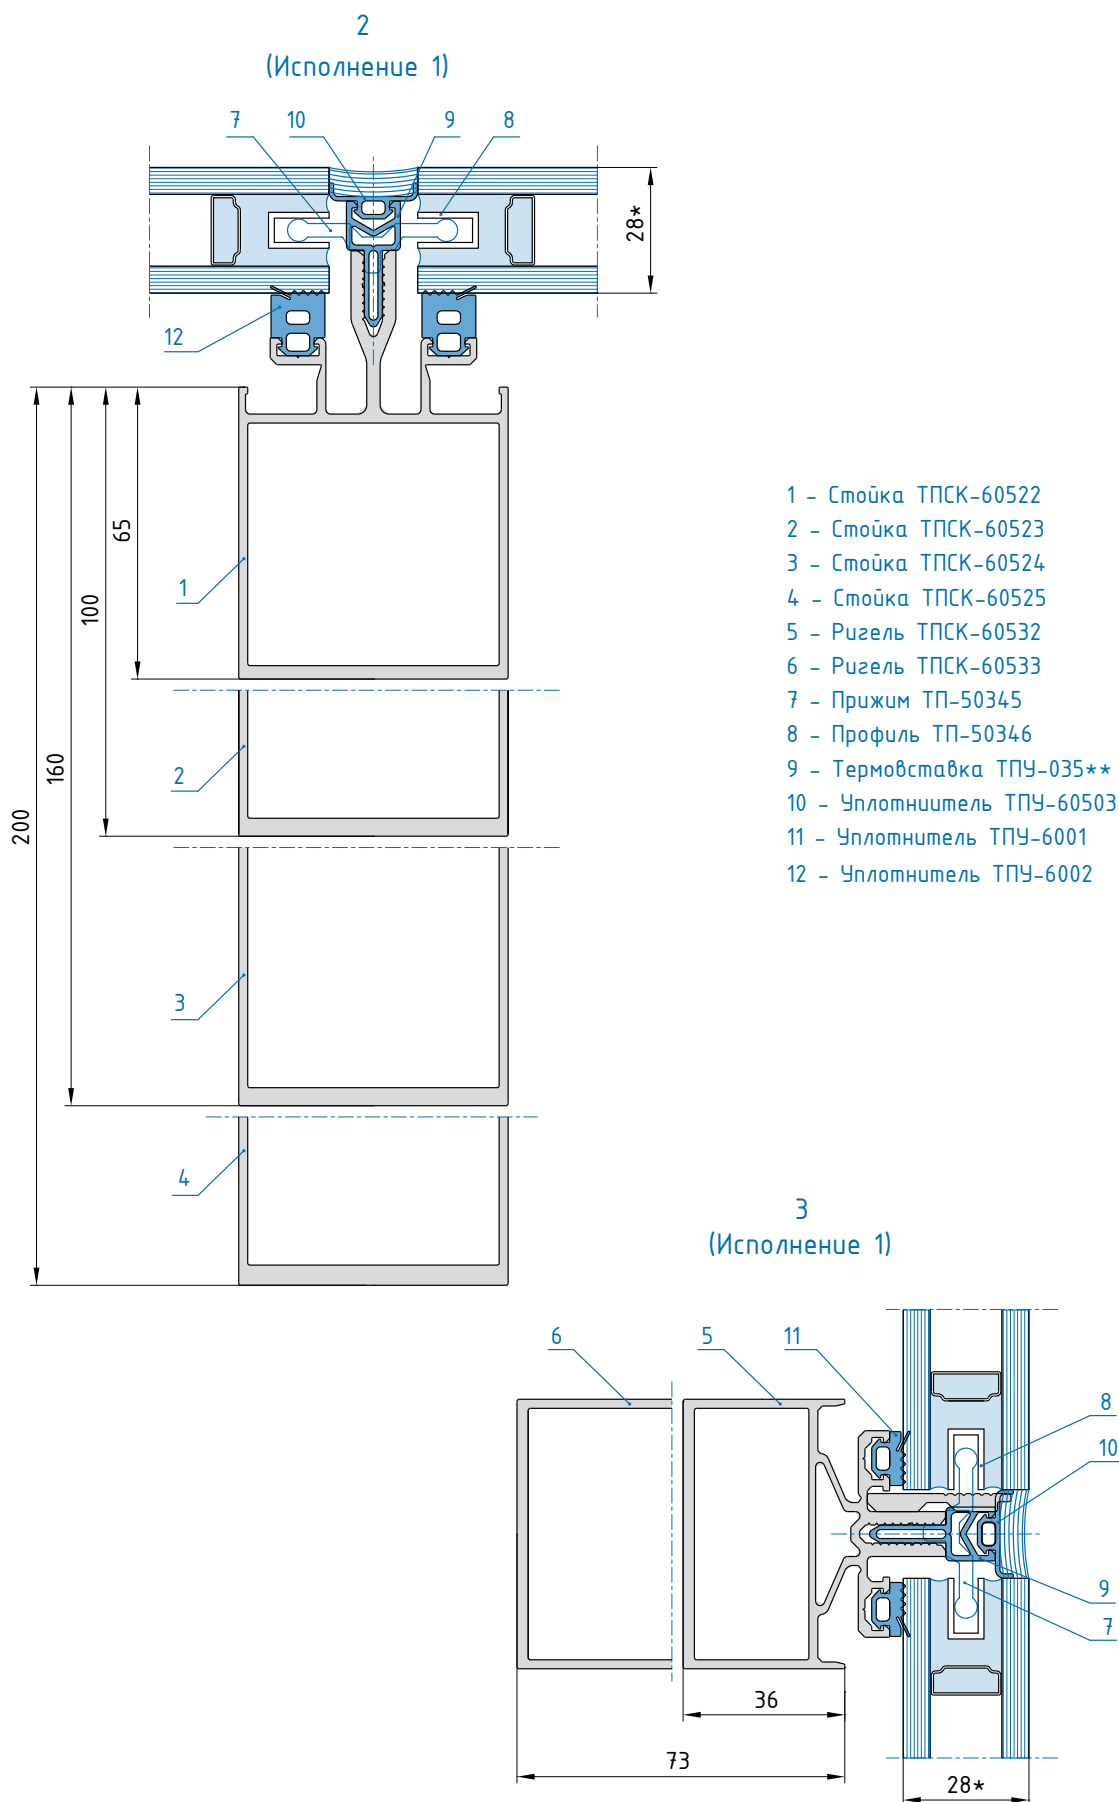 2
(Исполнение 1)
7
10
9
8
28*
12
65
1
100
160
2
200
3
4
1 - Стойка ТПСК-60522
2 - Стойка ТПСК-60523
3 - Стойка ТПСК-60524
4 - Стойка ТПСК-60525
5 - Ригель ТПСК-60532
6 - Ригель ТПСК-60533
7 - Прижим ТП-50345
8 - Профиль ТП-50346
9 - Термовставка ТПУ-035**
10 - Уплотниитель ТПУ-60503
11 - Уплотнитель ТПУ-6001
12 - Уплотнитель ТПУ-6002
3
(Исполнение 1)
6
5
11
8
10
9
7
36
73
28*